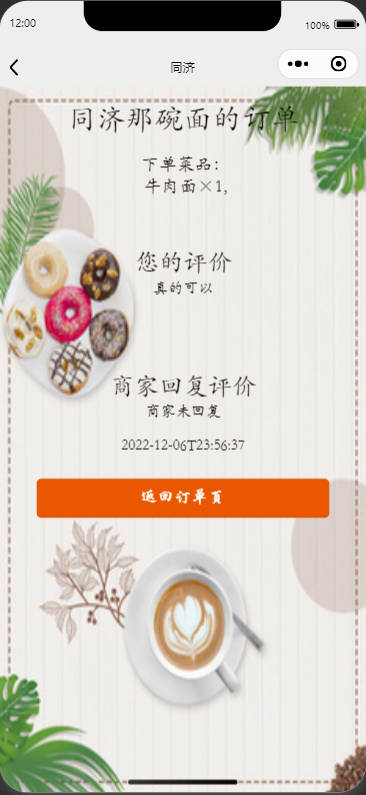 12:00
100%
同济
同济那碗面的订单
下单菜品：
牛肉面×1,
您的评价
真的可以
商家回复评价
商家未回复
2022-12-06T23:56:37
返回订单页